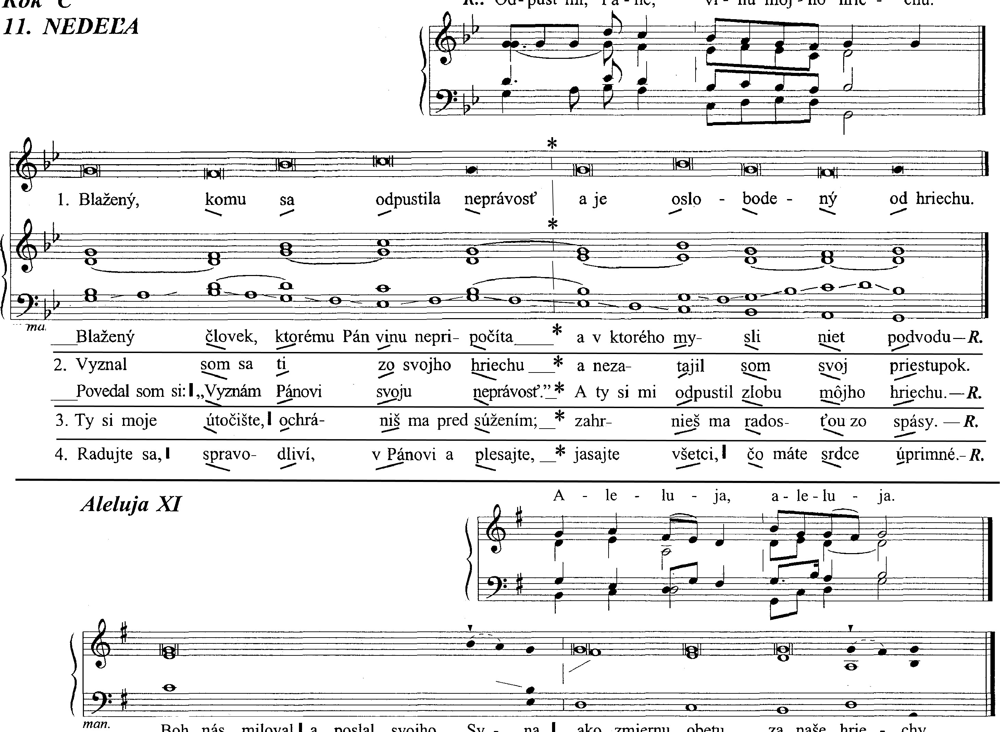 Rok C
R.: Od-pusť mi, Pa-ne, vi-nu môj-ho hrie-chu.
11. NEDEĽA
*
1. Blažený, komu sa odpustila neprávosť a je oslo-bode-ný od hriechu.
*
man.
Blažený človek, ktorému Pán vinu nepri-počíta * a v ktorého my-sli niet podvodu—R.
2. Vyznal som sa ti zo svojho hriechu * a neza-tajil som svoj priestupok.
Povedal som si: „Vyznám Pánovi svoju neprávosť.” * A ty si mi odpustil zlobu môjho hriechu.—R.
3. Ty si moje útočište, ochrá-niš ma pred súžením; * zahr-nieš ma rados-ťou zo spásy. — R.
4. Radujte sa, spravo-dliví, v Pánovi a plesajte, * jasajte všetci, čo máte srdce úprimné.-R.
Aleluja XI
A - le - lu - ja, a - le - lu - ja.
man.
Boh nás miloval a poslal svojho Sy - na ako zmiernu obetu za naše hrie - chy